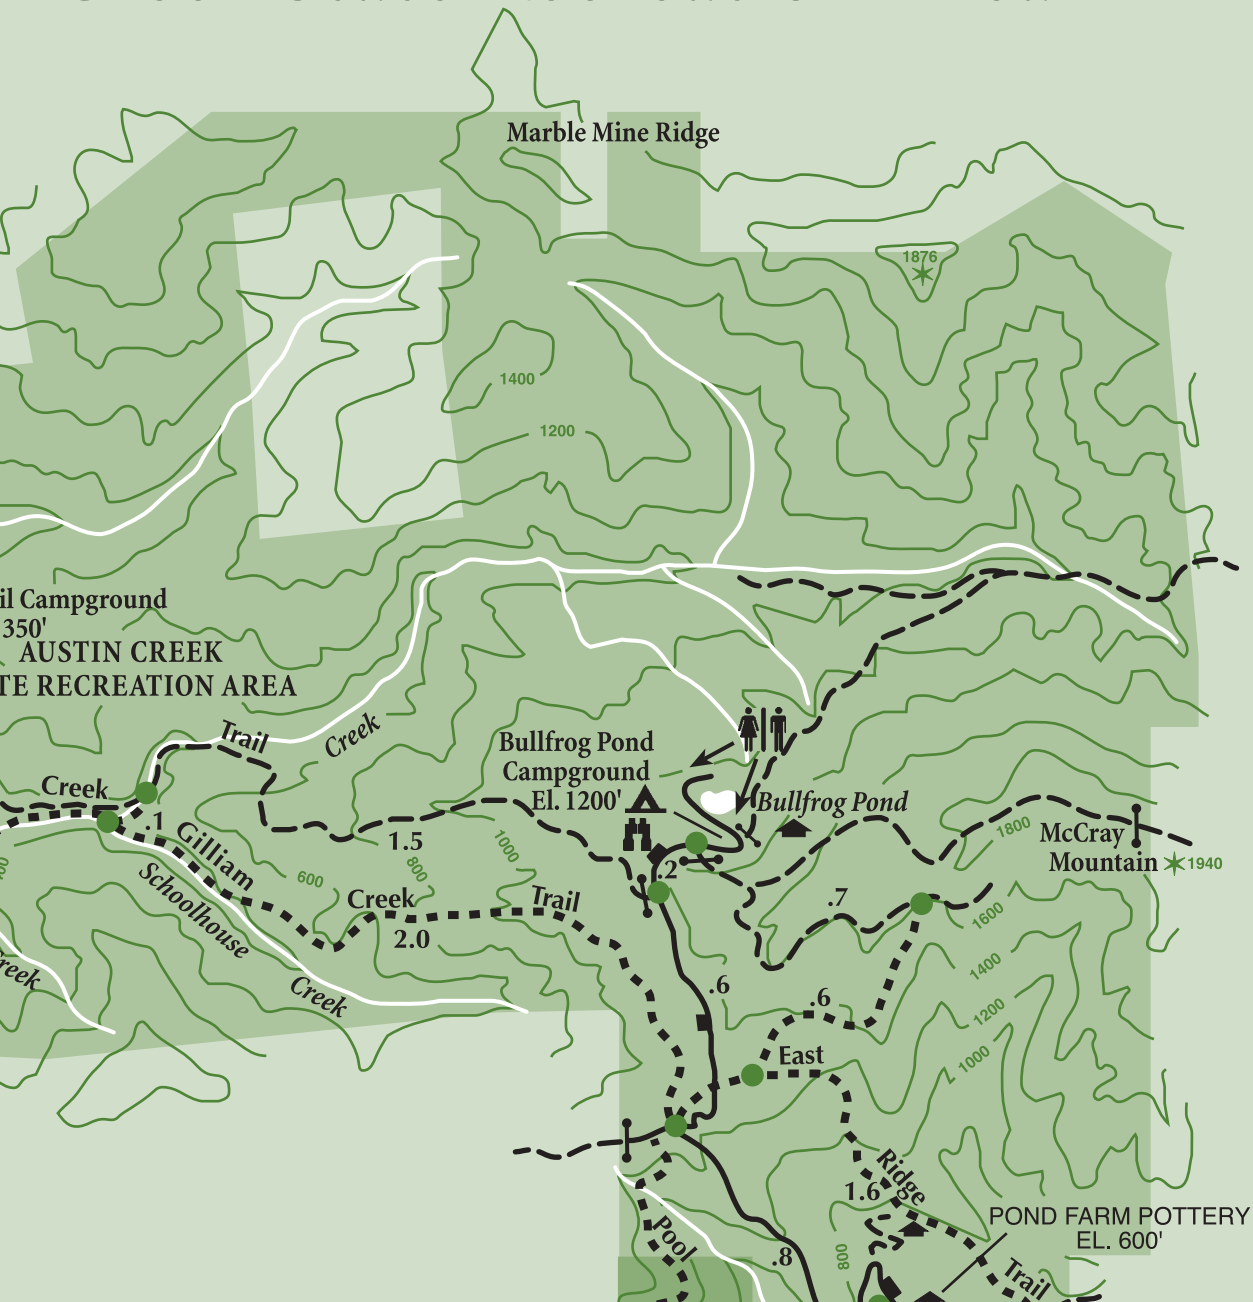 Marble Mine Ridge
1876
1400
1200
il Campground
350'
AUSTIN CREEK
TE RECREATION AREA
Trail
Creek
Bullfrog Pond
Campground
El. 1200'
Bullfrog Pond
Creek
.1
Gilliam
1.5
1000
800
600
Schoolhouse
Creek
2.0
Trail
.2
.7
1800
McCray
Mountain
1940
1600
1400
1200
1000
reek
Creek
.6
.6
East
Ridge
1.6
POND FARM POTTERY
EL. 600'
Pool
.8
800
Trail